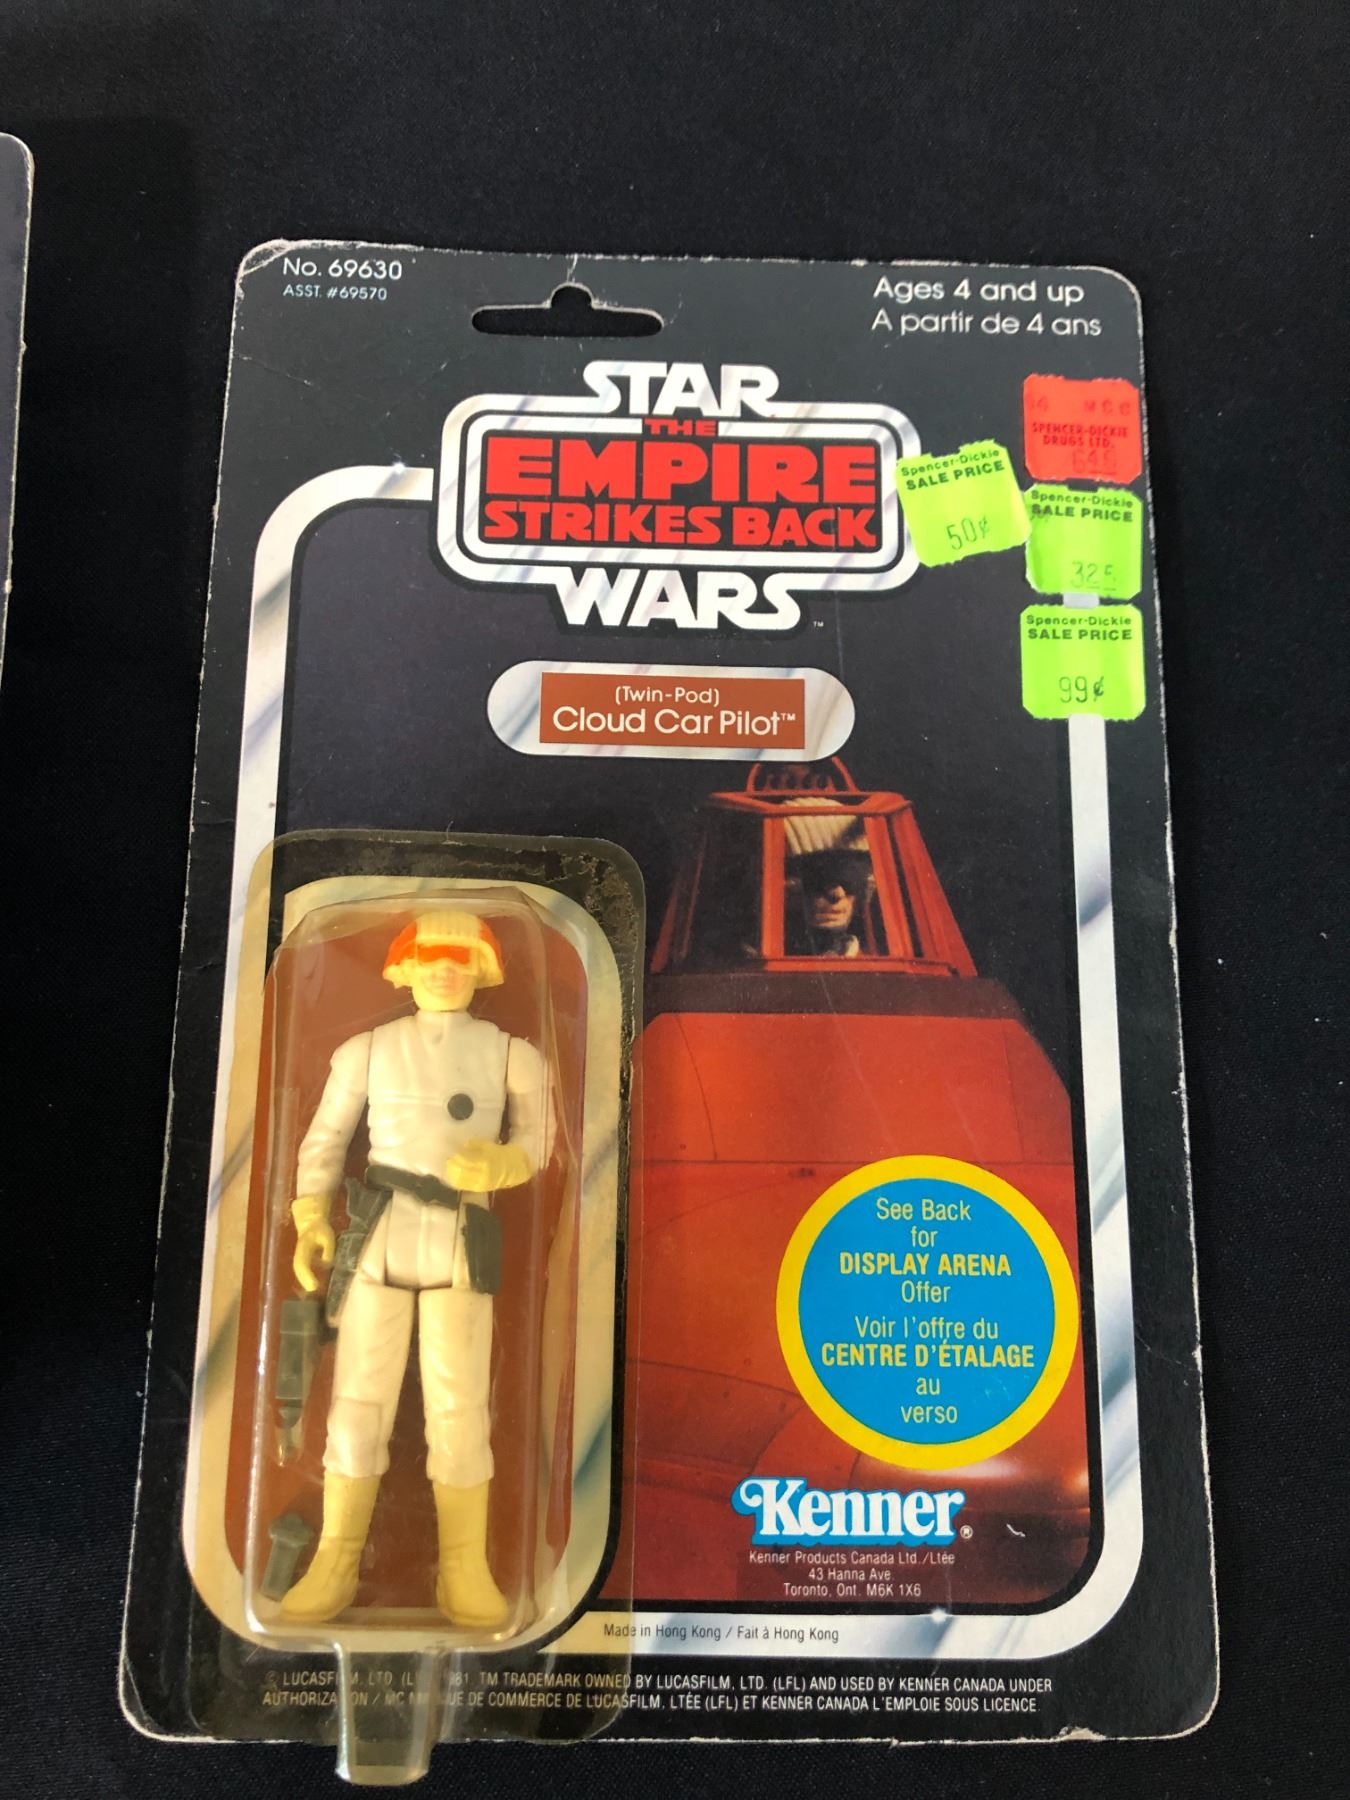 No. 69630
ASST. #69570
Ages 4 and up
A partir de 4 ans
STAR
THE
EMPIRE
STRIKES BACK
WARS
™
SPENCER-DICKIE
DRUGS LTD.
Spencer-Dickie
SALE PRICE
50¢
Spencer-Dickie
SALE PRICE
Spencer-Dickie
SALE PRICE
99¢
(Twin-Pod)
Cloud Car Pilot™
See Back
for
DISPLAY ARENA
Offer
Voir l'offre du
CENTRE D'ÉTALAGE
au
verso
Kenner®
Kenner Products Canada Ltd./Ltée
43 Hanna Ave.
Toronto, Ont. M6K 1X6
Made in Hong Kong / Fait à Hong Kong
© LUCASFILM, LTD. 1981. TM TRADEMARK OWNED BY LUCASFILM, LTD. (LFL) AND USED BY KENNER CANADA UNDER
AUTHORIZATION / DE COMMERCE DE LUCASFILM, LTÉE (LFL) ET KENNER CANADA L'EMPLOIE SOUS LICENCE.